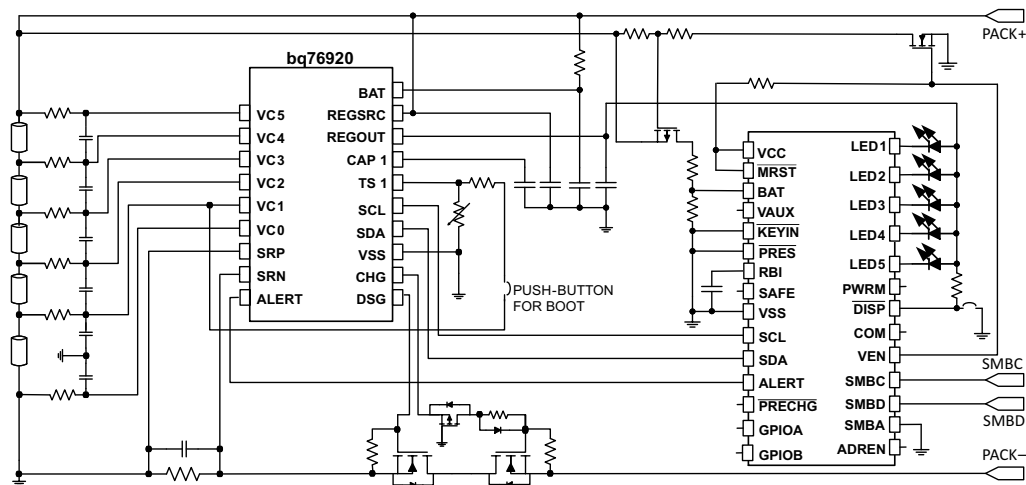 PACK+
bq76920
BAT
REGSRC
REGOUT
CAP 1
TS 1
SCL
SDA
VSS
CHG
DSG
VC5
VC4
VC3
VC2
VC1
VC0
SRP
SRN
ALERT
PUSH-BUTTON
FOR BOOT
VCC
MRST
BAT
VAUX
KEYIN
PRES
RBI
SAFE
VSS
SCL
SDA
ALERT
PRECHG
GPIOA
GPIOB
LED1
LED2
LED3
LED4
LED5
PWRM
DISP
COM
VEN
SMBC
SMBD
SMBA
ADREN
SMBC
SMBD
PACK–